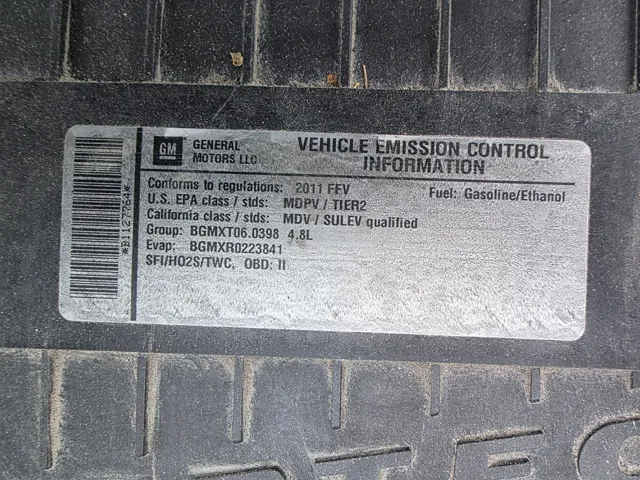 GM
GENERAL
MOTORS LLC
VEHICLE EMISSION CONTROL
INFORMATION
Conforms to regulations: 2011 FFV
Fuel: Gasoline/Ethanol
U.S. EPA class / stds: MDPV / TIER2
California class / stds: MDV / SULEV qualified
Group: BGMXT06.0398 4.8L
Evap: BGMXR0223841
SFI/HO2S/TWC, OBD: II
*B1127764*